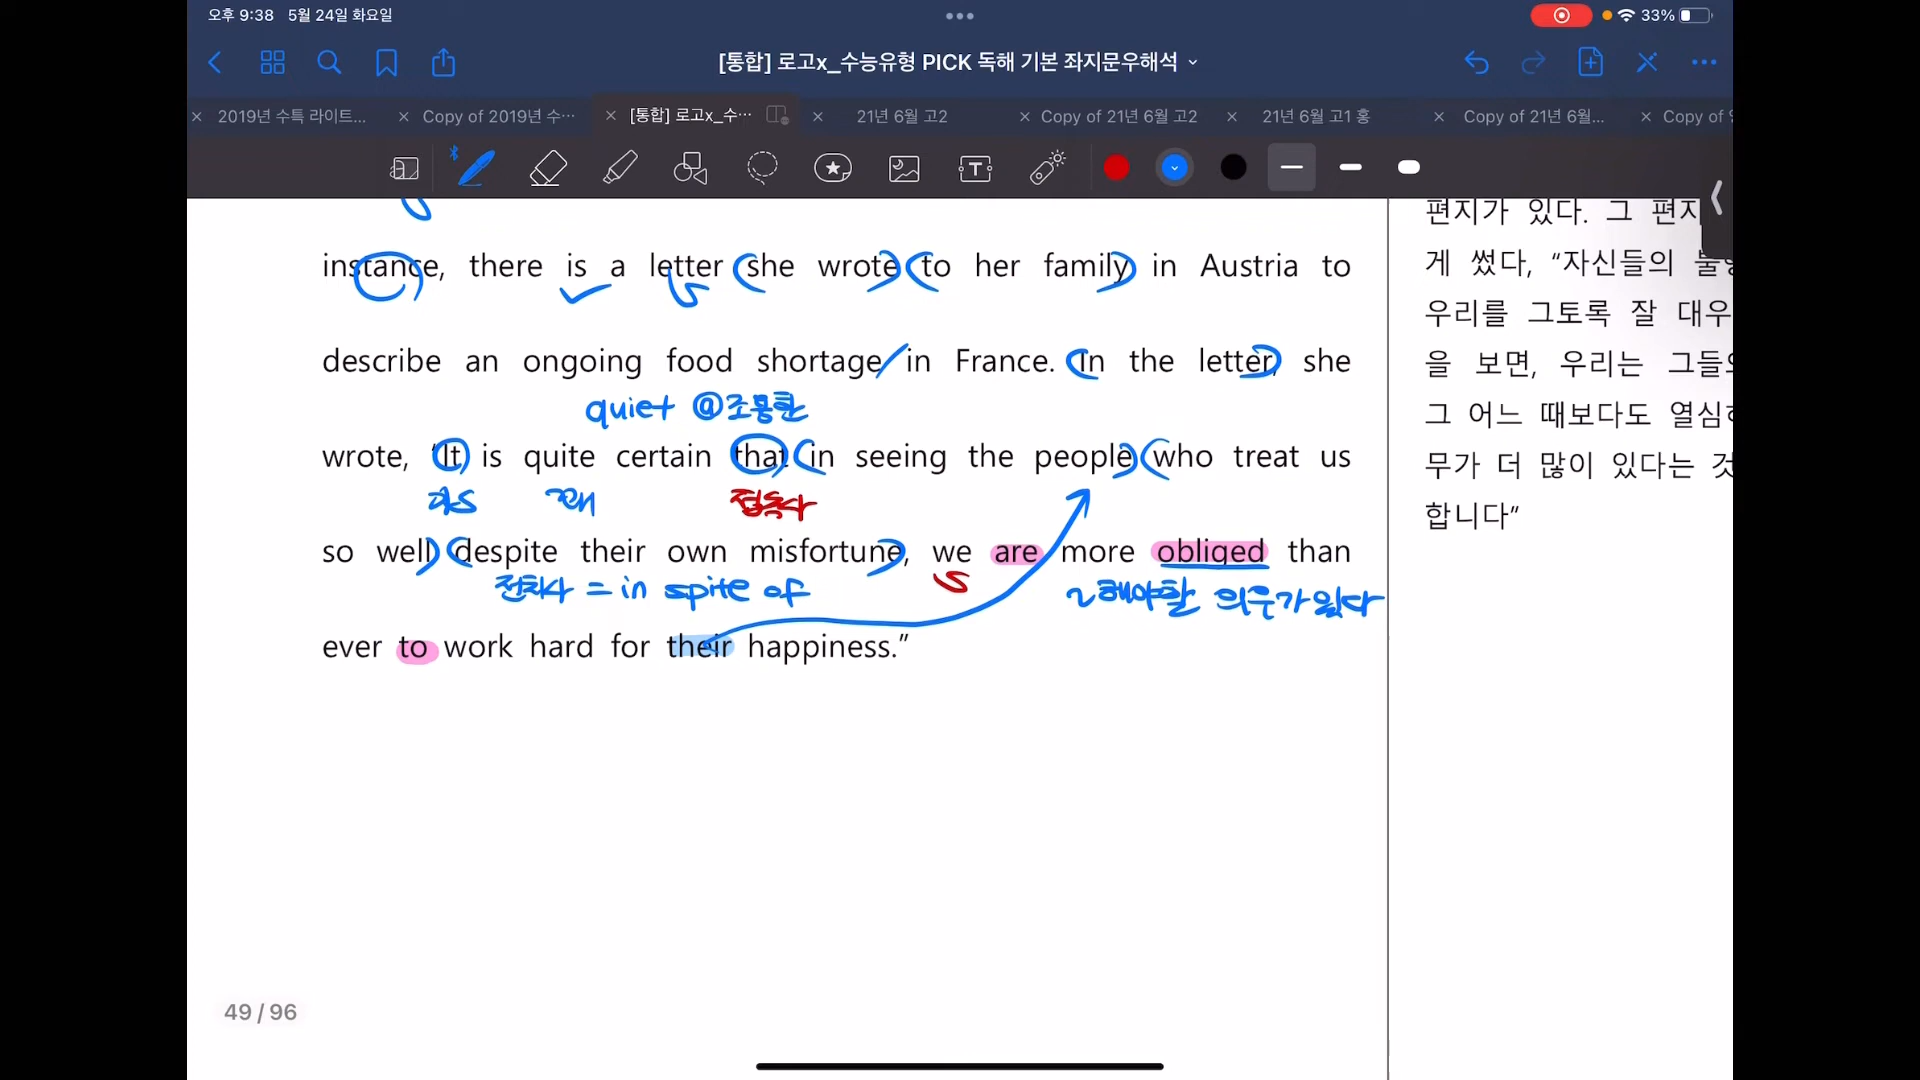 오후 9:38 5월 24일 화요일
33%
[통합] 로고x_수능유형 PICK 독해 기본 좌지문우해석
2019년 수특 라이트...
Copy of 2019년 수...
[통합] 로고x_수...
21년 6월 고2
Copy of 21년 6월 고2
21년 6월 고1 홍
Copy of 21년 6월...
Copy of
instance, there is a letter she wrote to her family in Austria to
S
describe an ongoing food shortage in France. In the letter, she
quiet @조용한
wrote, “It is quite certain that in seeing the people who treat us
가S 꽤 접속사
so well despite their own misfortune, we are more obliged than
전치사 = in spite of S ~해야할 의무가 있다
ever to work hard for their happiness.”
편지가 있다. 그 편지
게 썼다, “자신들의
우리를 그토록 잘 대우
을 보면, 우리는
그 어느 때보다도
무가 더 많이 있다는 것
합니다”
49 / 96